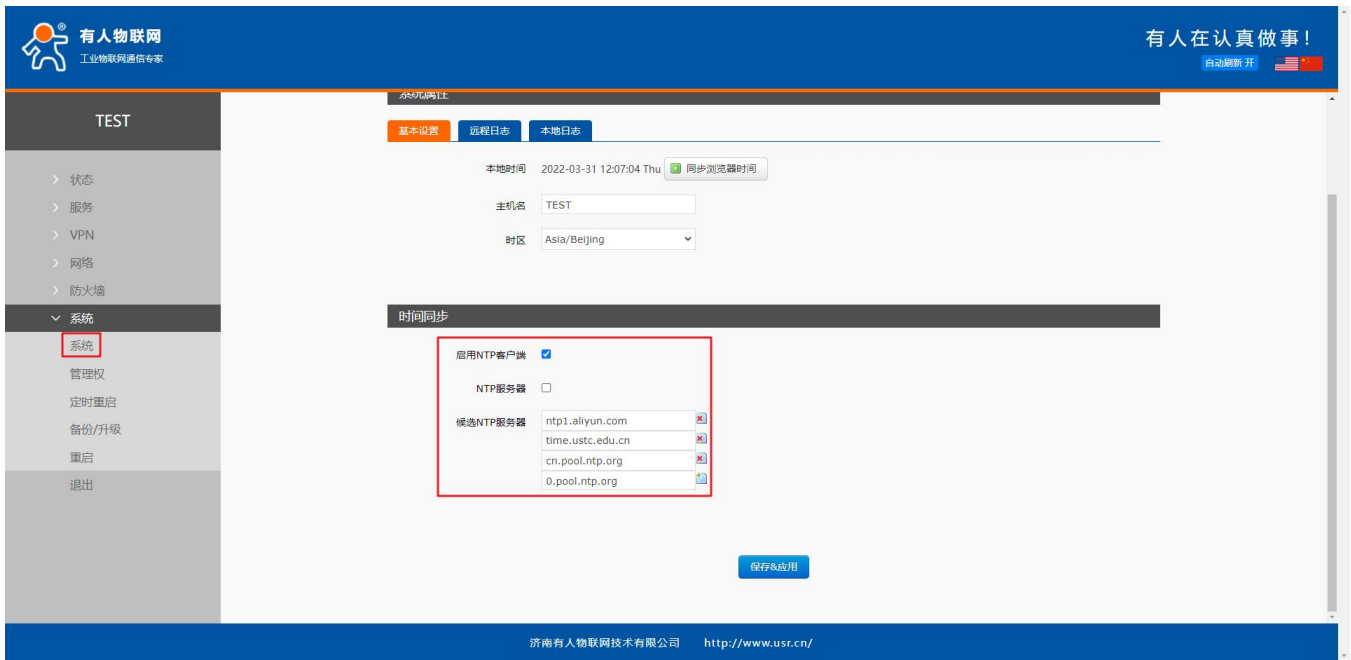 有人物联网
工业物联网通信专家
有人在认真做事！
自动刷新 开
TEST
状态
服务
VPN
网络
防火墙
系统
系统
管理权
定时重启
备份/升级
重启
退出
系统属性
基本设置 远程日志 本地日志
本地时间 2022-03-31 12:07:04 Thu 同步浏览器时间
主机名 TEST
时区 Asia/Beijing
时间同步
启用NTP客户端
NTP服务器
候选NTP服务器 ntp1.aliyun.com
time.ustc.edu.cn
cn.pool.ntp.org
0.pool.ntp.org
保存&应用
济南有人物联网技术有限公司 http://www.usr.cn/